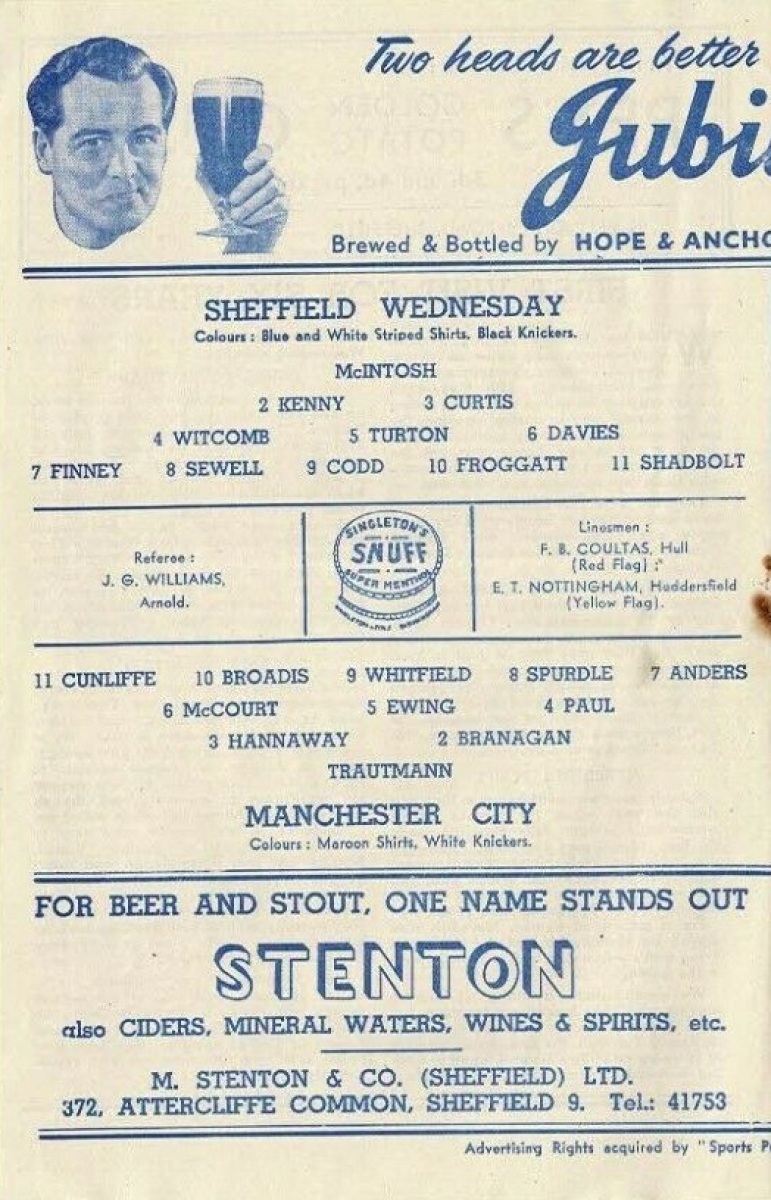 Two heads are better
Jubi
Brewed & Bottled by HOPE & ANCHO
SHEFFIELD WEDNESDAY
Colours : Blue and White Striped Shirts, Black Knickers.
McINTOSH
2 KENNY 3 CURTIS
4 WITCOMB 5 TURTON 6 DAVIES
7 FINNEY 8 SEWELL 9 CODD 10 FROGGATT 11 SHADBOLT
Referee :
J. G. WILLIAMS,
Arnold.
SINGLETON'S
SNUFF
SUPER MENTHOL
Linesmen :
F. B. COULTAS, Hull
(Red Flag) :
E. T. NOTTINGHAM, Huddersfield
(Yellow Flag).
11 CUNLIFFE 10 BROADIS 9 WHITFIELD 8 SPURDLE 7 ANDERS
6 McCOURT 5 EWING 4 PAUL
3 HANNAWAY 2 BRANAGAN
TRAUTMANN
MANCHESTER CITY
Colours : Maroon Shirts, White Knickers.
FOR BEER AND STOUT, ONE NAME STANDS OUT
STENTON
also CIDERS, MINERAL WATERS, WINES & SPIRITS, etc.
M. STENTON & CO. (SHEFFIELD) LTD.
372, ATTERCLIFFE COMMON, SHEFFIELD 9. Tel.: 41753
Advertising Rights acquired by "Sports P